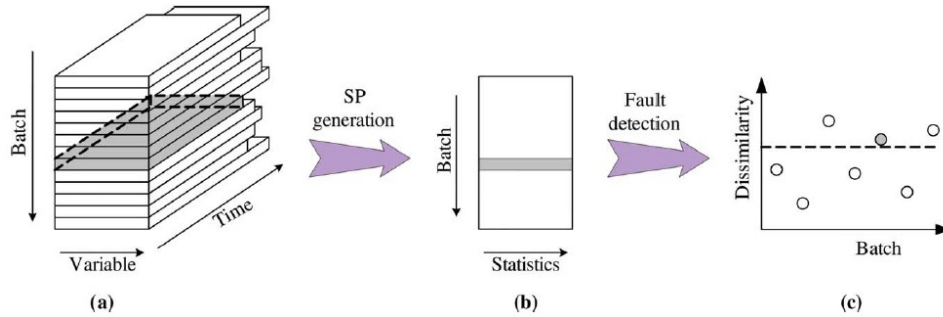 Batch
Time
Variable
(a)
SP
generation
Batch
Statistics
(b)
Fault
detection
Dissimilarity
Batch
(c)